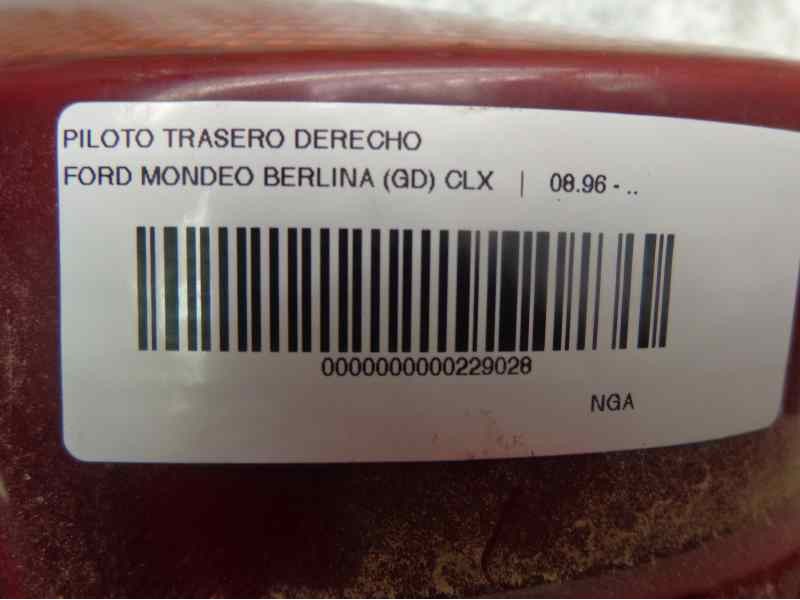 PILOTO TRASERO DERECHO
FORD MONDEO BERLINA (GD) CLX | 08.96 - ..
0000000000229028
NGA